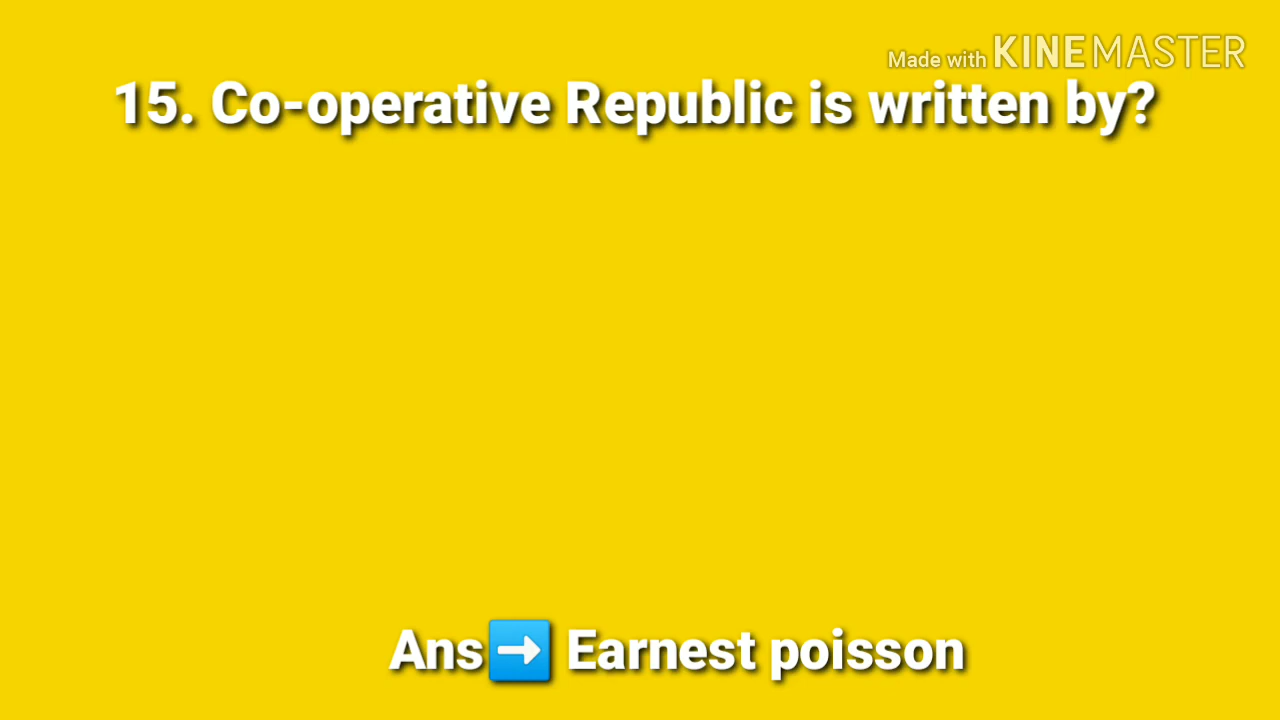 Made with KINEMASTER
15. Co-operative Republic is written by?
Ans➡ Earnest poisson